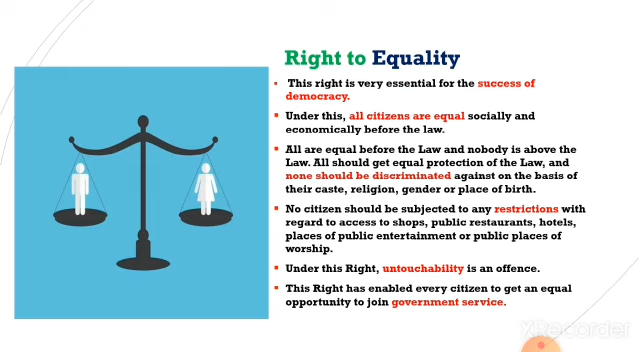 Right to Equality
This right is very essential for the success of
democracy.
Under this, all citizens are equal socially and
economically before the law.
All are equal before the Law and nobody is above the
Law. All should get equal protection of the Law, and
none should be discriminated against on the basis of
their caste, religion, gender or place of birth.
No citizen should be subjected to any restrictions with
regard to access to shops, public restaurants, hotels,
places of public entertainment or public places of
worship.
Under this Right, untouchability is an offence.
This Right has enabled every citizen to get an equal
opportunity to join government service.
XRecorder